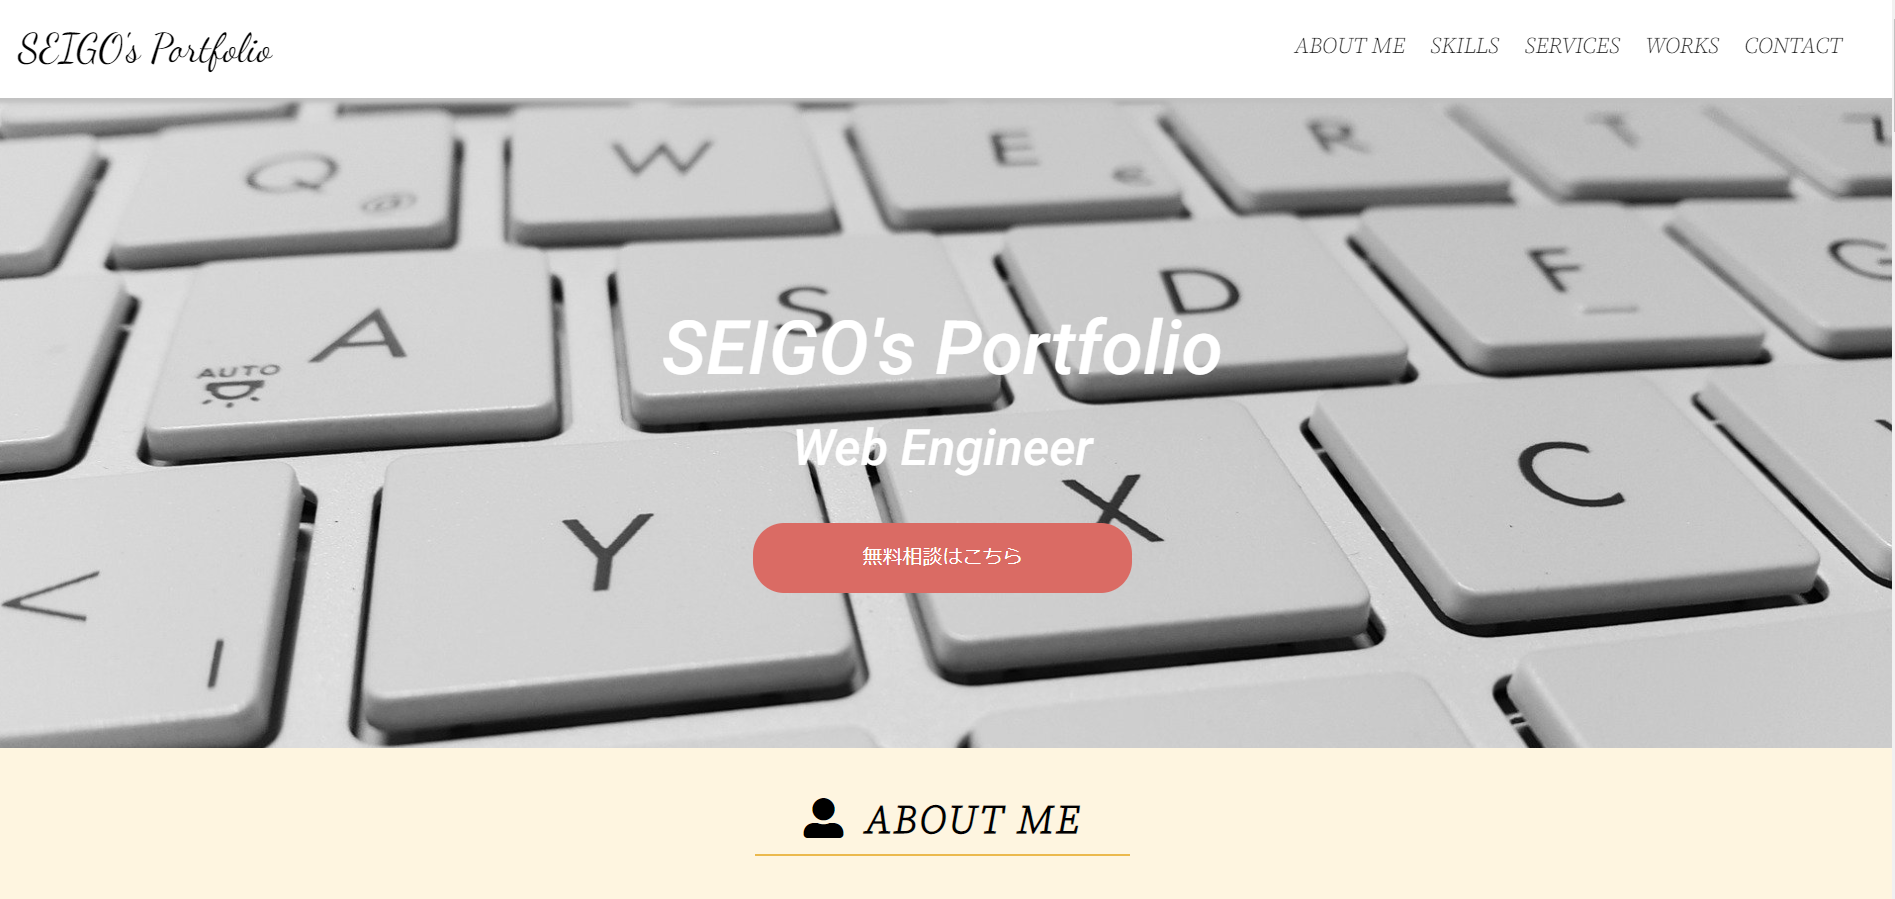 SEIGO's Portfolio
ABOUT ME SKILLS SERVICES WORKS CONTACT
Q @ W E € R T
A S D F G
AUTO
SEIGO's Portfolio
Web Engineer
< Y X C
|
無料相談はこちら
ABOUT ME